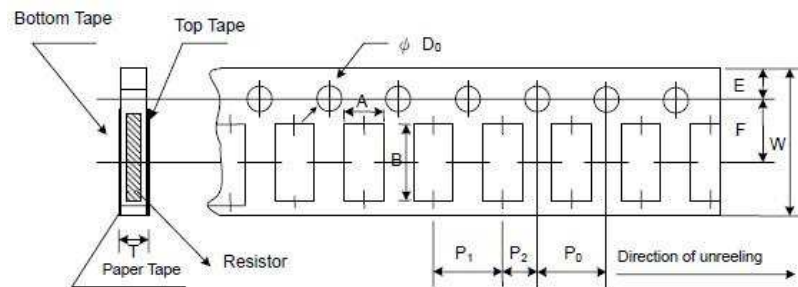 Bottom Tape
Top Tape
ϕ D₀
A
E
F
W
B
T
P₁
P₂
P₀
Direction of unreeling
Resistor
Paper Tape